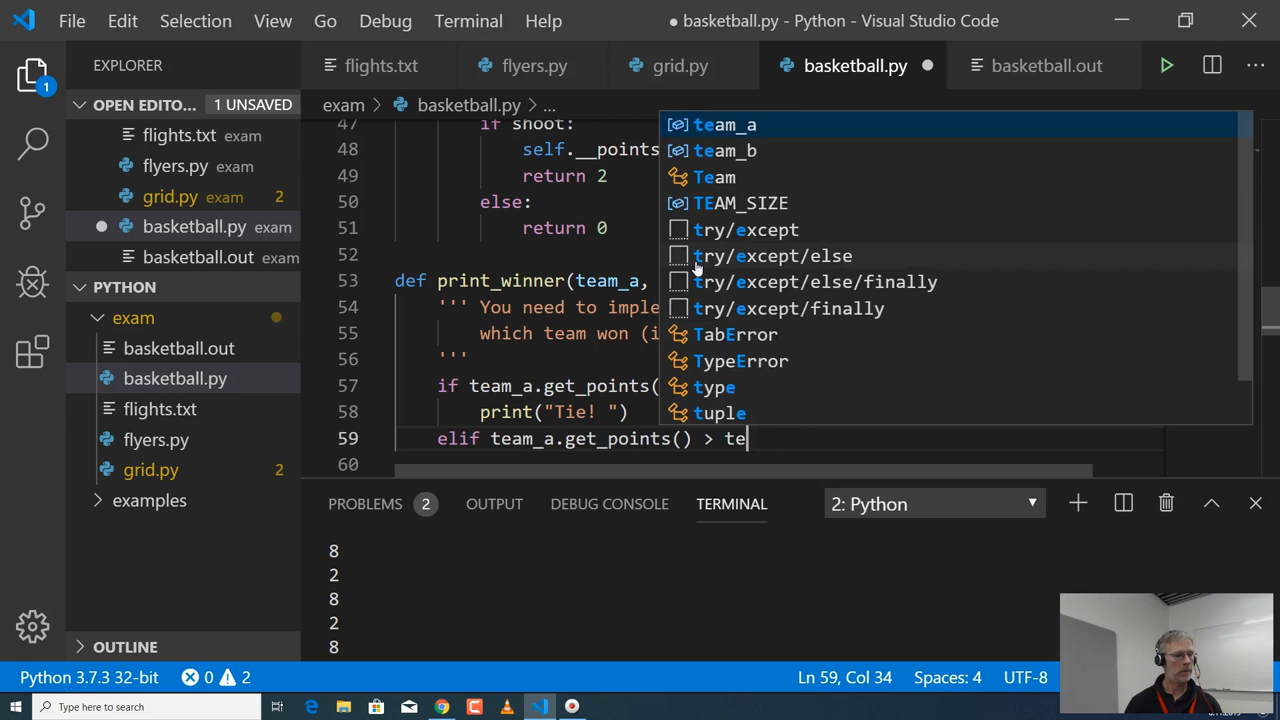 File Edit Selection View Go Debug Terminal Help ● basketball.py - Python - Visual Studio Code
EXPLORER
flights.txt flyers.py grid.py basketball.py ● basketball.out
OPEN EDITO... 1 UNSAVED
flights.txt exam
flyers.py exam
grid.py exam 2
basketball.py exam
basketball.out exam
PYTHON
exam
basketball.out
basketball.py
flights.txt
flyers.py
grid.py 2
examples
OUTLINE
1
exam > basketball.py > ...
47 if shoot:
48 self.__points
49 return 2
50 else:
51 return 0
52
53 def print_winner(team_a,
54 ''' You need to imple
55 which team won (i
56 '''
57 if team_a.get_points(
58 print("Tie! ")
59 elif team_a.get_points() > te
60
team_a
team_b
Team
TEAM_SIZE
try/except
try/except/else
try/except/else/finally
try/except/finally
TabError
TypeError
type
tuple
PROBLEMS 2 OUTPUT DEBUG CONSOLE TERMINAL 2: Python
8
2
8
2
8
Python 3.7.3 32-bit 0 2 Ln 59, Col 34 Spaces: 4 UTF-8
Type here to search